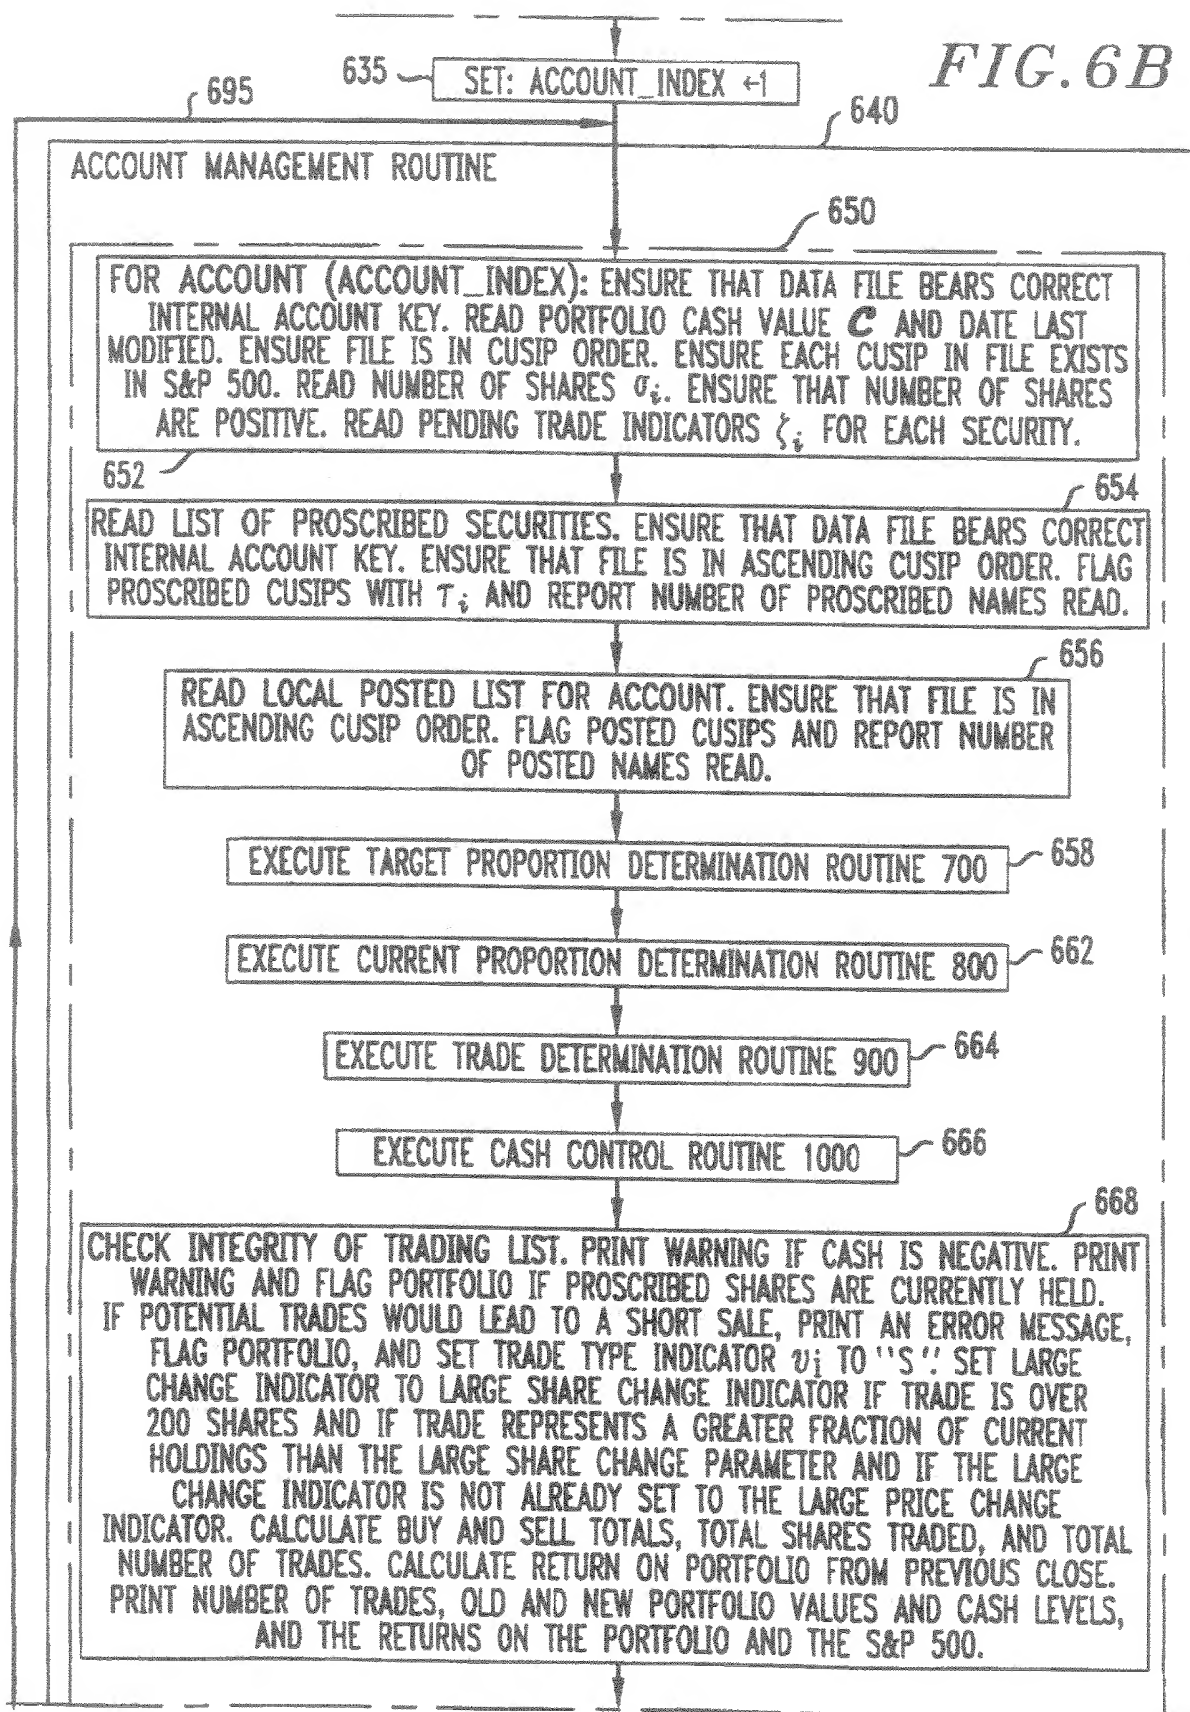 FIG. 6B
635
SET: ACCOUNT_INDEX ←1
695
640
ACCOUNT MANAGEMENT ROUTINE
650
FOR ACCOUNT (ACCOUNT_INDEX): ENSURE THAT DATA FILE BEARS CORRECT
INTERNAL ACCOUNT KEY. READ PORTFOLIO CASH VALUE C AND DATE LAST
MODIFIED. ENSURE FILE IS IN CUSIP ORDER. ENSURE EACH CUSIP IN FILE EXISTS
IN S&P 500. READ NUMBER OF SHARES σi. ENSURE THAT NUMBER OF SHARES
ARE POSITIVE. READ PENDING TRADE INDICATORS ζi FOR EACH SECURITY.
652
654
READ LIST OF PROSCRIBED SECURITIES. ENSURE THAT DATA FILE BEARS CORRECT
INTERNAL ACCOUNT KEY. ENSURE THAT FILE IS IN ASCENDING CUSIP ORDER. FLAG
PROSCRIBED CUSIPS WITH τi AND REPORT NUMBER OF PROSCRIBED NAMES READ.
656
READ LOCAL POSTED LIST FOR ACCOUNT. ENSURE THAT FILE IS IN
ASCENDING CUSIP ORDER. FLAG POSTED CUSIPS AND REPORT NUMBER
OF POSTED NAMES READ.
EXECUTE TARGET PROPORTION DETERMINATION ROUTINE 700
658
EXECUTE CURRENT PROPORTION DETERMINATION ROUTINE 800
662
EXECUTE TRADE DETERMINATION ROUTINE 900
664
EXECUTE CASH CONTROL ROUTINE 1000
666
668
CHECK INTEGRITY OF TRADING LIST. PRINT WARNING IF CASH IS NEGATIVE. PRINT
WARNING AND FLAG PORTFOLIO IF PROSCRIBED SHARES ARE CURRENTLY HELD.
IF POTENTIAL TRADES WOULD LEAD TO A SHORT SALE, PRINT AN ERROR MESSAGE,
FLAG PORTFOLIO, AND SET TRADE TYPE INDICATOR υi TO "S". SET LARGE
CHANGE INDICATOR TO LARGE SHARE CHANGE INDICATOR IF TRADE IS OVER
200 SHARES AND IF TRADE REPRESENTS A GREATER FRACTION OF CURRENT
HOLDINGS THAN THE LARGE SHARE CHANGE PARAMETER AND IF THE LARGE
CHANGE INDICATOR IS NOT ALREADY SET TO THE LARGE PRICE CHANGE
INDICATOR. CALCULATE BUY AND SELL TOTALS, TOTAL SHARES TRADED, AND TOTAL
NUMBER OF TRADES. CALCULATE RETURN ON PORTFOLIO FROM PREVIOUS CLOSE.
PRINT NUMBER OF TRADES, OLD AND NEW PORTFOLIO VALUES AND CASH LEVELS,
AND THE RETURNS ON THE PORTFOLIO AND THE S&P 500.